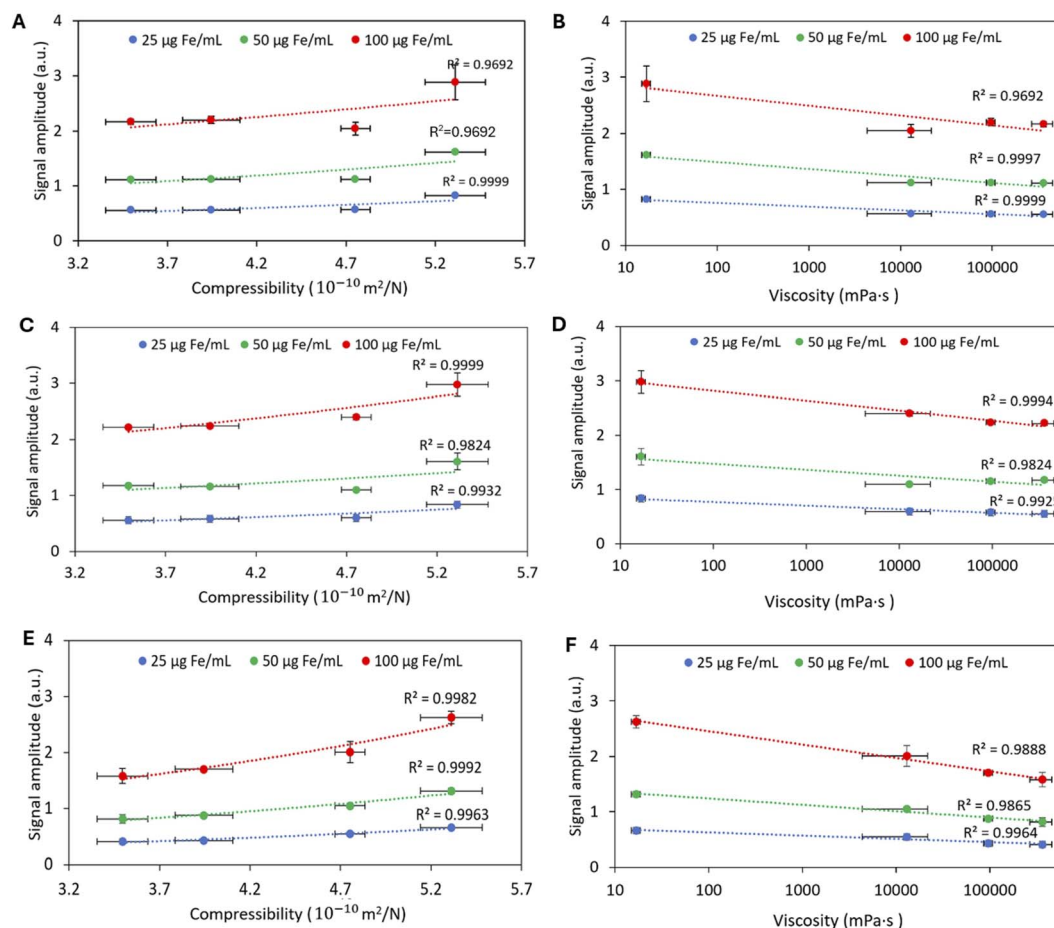 A
4
25 µg Fe/mL 50 µg Fe/mL 100 µg Fe/mL
R² = 0.9692
3
R²=0.9692
2
R² = 0.9999
1
0
Signal amplitude (a.u.)
3.2 3.7 4.2 4.7 5.2 5.7
Compressibility (10⁻¹⁰ m²/N)
B
4
25 µg Fe/mL 50 µg Fe/mL 100 µg Fe/mL
3
R² = 0.9692
2
R² = 0.9997
1
R² = 0.9999
0
Signal amplitude (a.u.)
10 100 1000 10000 100000
Viscosity (mPa·s)
C
4
25 µg Fe/mL 50 µg Fe/mL 100 µg Fe/mL
R² = 0.9999
3
2
R² = 0.9824
1
R² = 0.9932
0
Signal amplitude (a.u.)
3.2 3.7 4.2 4.7 5.2 5.7
Compressibility (10⁻¹⁰ m²/N)
D
4
25 µg Fe/mL 50 µg Fe/mL 100 µg Fe/mL
3
R² = 0.9994
2
R² = 0.9824
1
R² = 0.992
0
Signal amplitude (a.u.)
10 100 1000 10000 100000
Viscosity (mPa·s)
E
4
25 µg Fe/mL 50 µg Fe/mL 100 µg Fe/mL
R² = 0.9982
3
2
R² = 0.9992
1
R² = 0.9963
0
Signal amplitude (a.u.)
3.2 3.7 4.2 4.7 5.2 5.7
Compressibility (10⁻¹⁰ m²/N)
F
4
25 µg Fe/mL 50 µg Fe/mL 100 µg Fe/mL
3
R² = 0.9888
2
R² = 0.9865
1
R² = 0.9964
0
Signal amplitude (a.u.)
10 100 1000 10000 100000
Viscosity (mPa·s)